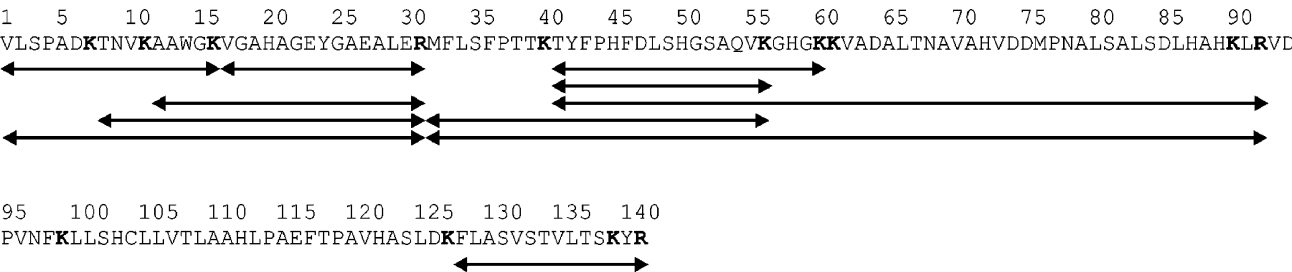 1 5 10 15 20 25 30 35 40 45 50 55 60 65 70 75 80 85 90
VLSPADKTNVKAAWGKVGAHAGEYGAEALERMFLSFPTTKTYFPHFDLSHGSAQVKGHGKKVADALTNAVAHVDDMPNALSALSDLHAHKLRVD
95 100 105 110 115 120 125 130 135 140
PVNFKLLSHCLLVTLAAHLPAEFTPAVHASLDKFLASVSTVLTSKYR